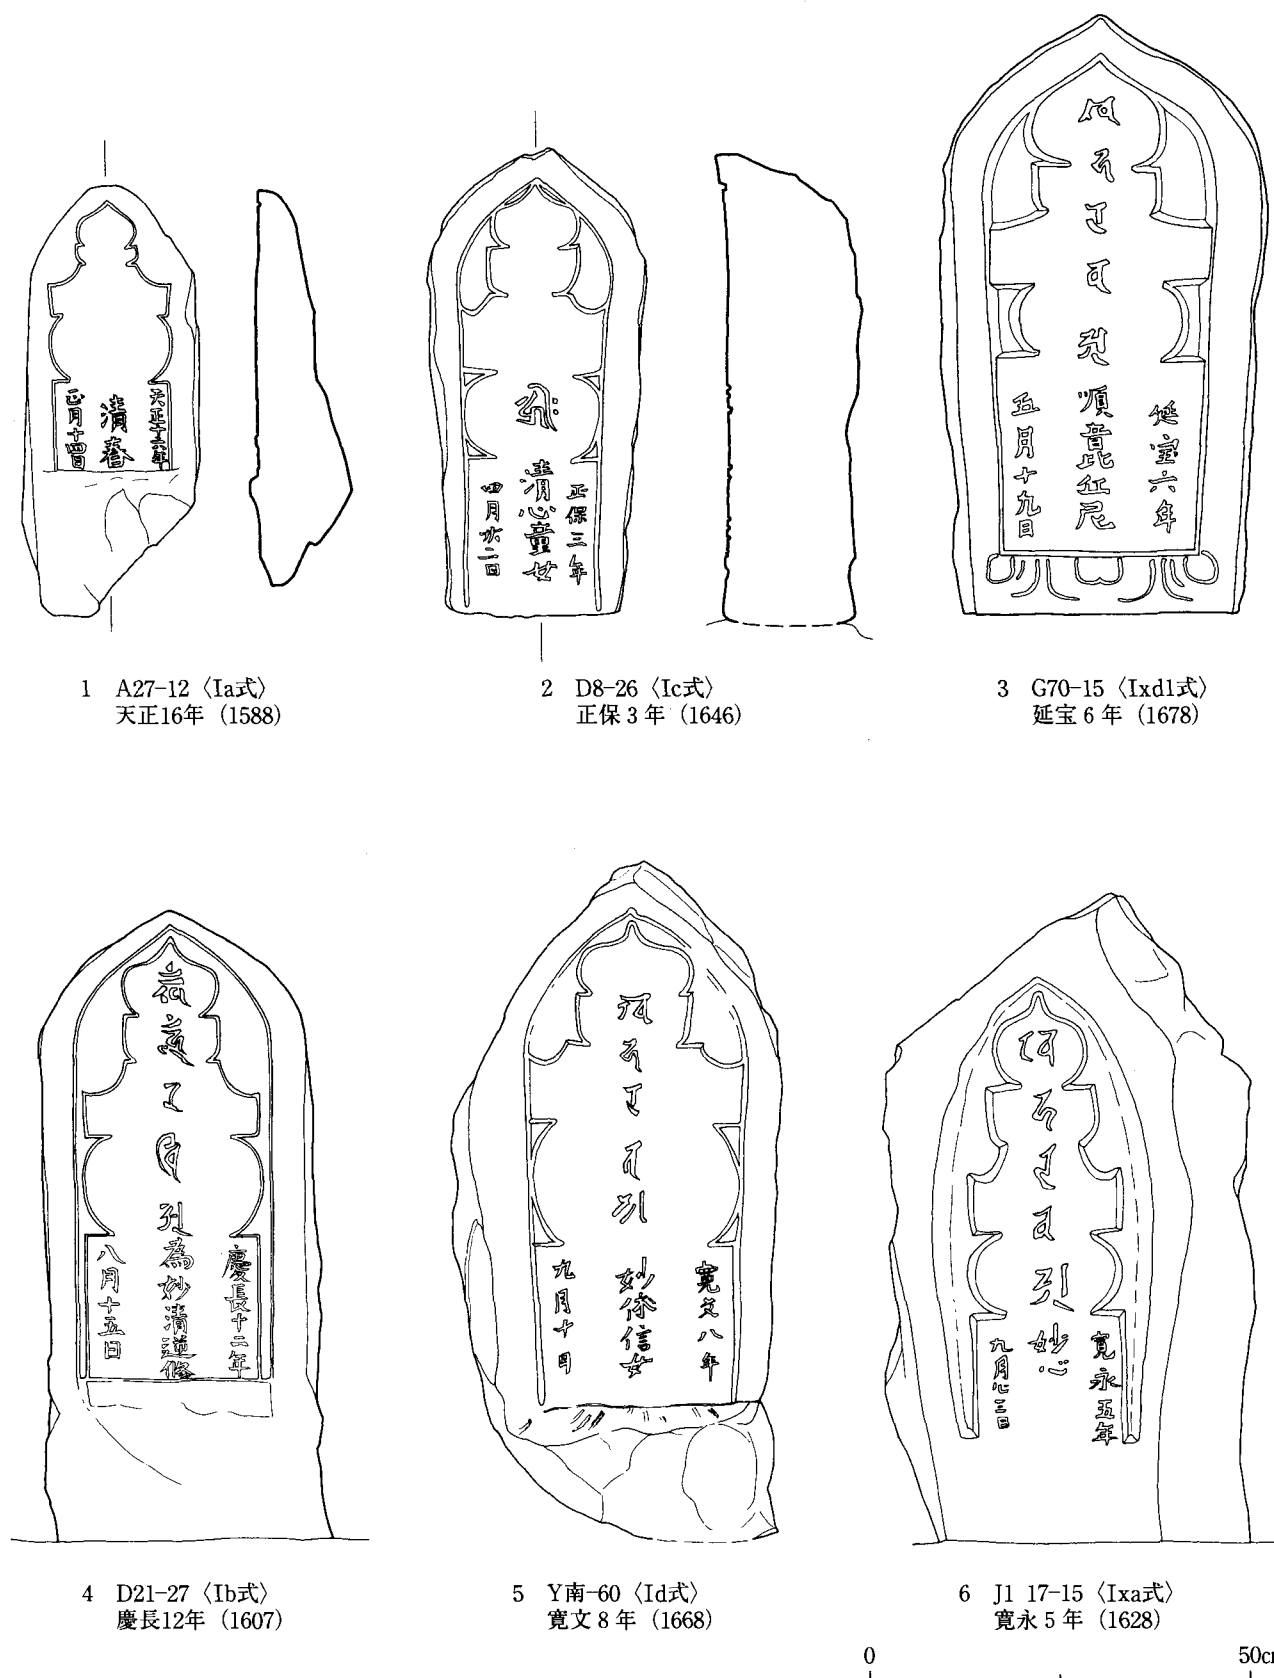 天正十六年
清春
正月十四日
1 A27-12〈Ia式〉
天正16年（1588）
正保三年
清心童女
四月廿二日
2 D8-26〈Ic式〉
正保3年（1646）
延宝六年
順音比丘尼
五月十九日
3 G70-15〈Ixd1式〉
延宝6年（1678）
慶長十二年
為妙清逆修
八月十五日
4 D21-27〈Ib式〉
慶長12年（1607）
寛文八年
妙 信女
九月十日
5 Y南-60〈Id式〉
寛文8年（1668）
寛永五年
妙心
九月 三日
6 J1 17-15〈Ixa式〉
寛永5年（1628）
0 50c